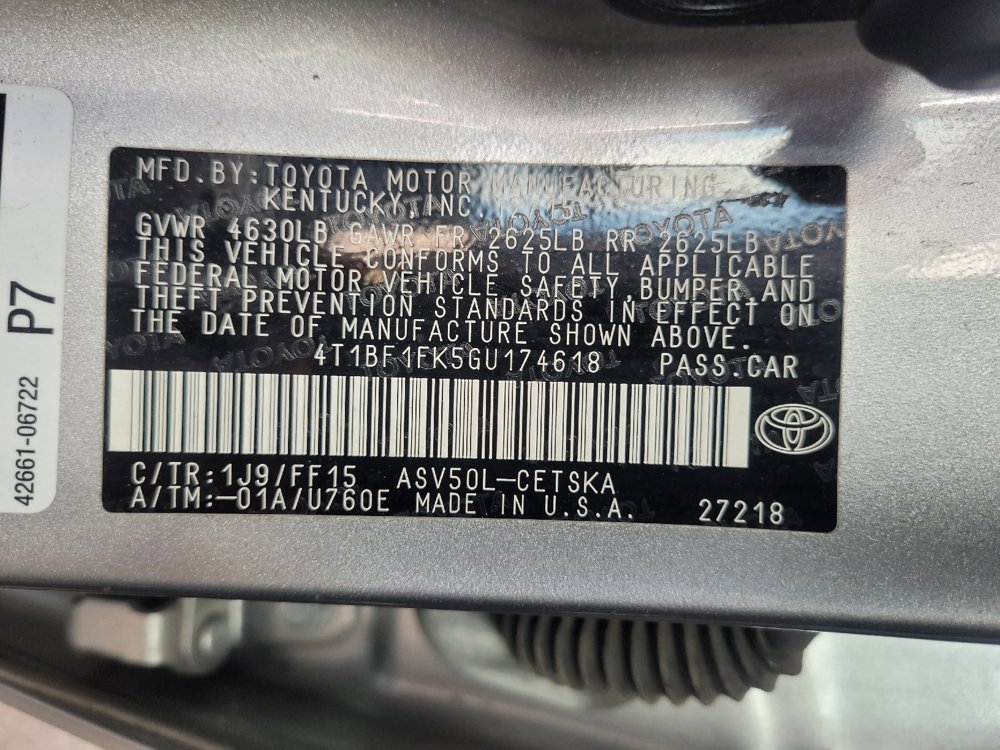 P7
42661-06722
MFD.BY:TOYOTA MOTOR MANUFACTURING
KENTUCKY,INC.
GVWR 4630LB GAWR FR 2625LB RR 2625LB
THIS VEHICLE CONFORMS TO ALL APPLICABLE
FEDERAL MOTOR VEHICLE SAFETY,BUMPER,AND
THEFT PREVENTION STANDARDS IN EFFECT ON
THE DATE OF MANUFACTURE SHOWN ABOVE.
4T1BF1FK5GU174618 PASS.CAR
C/TR:1J9/FF15 ASV50L-CETSKA
A/TM:-01A/U760E MADE IN U.S.A. 27218